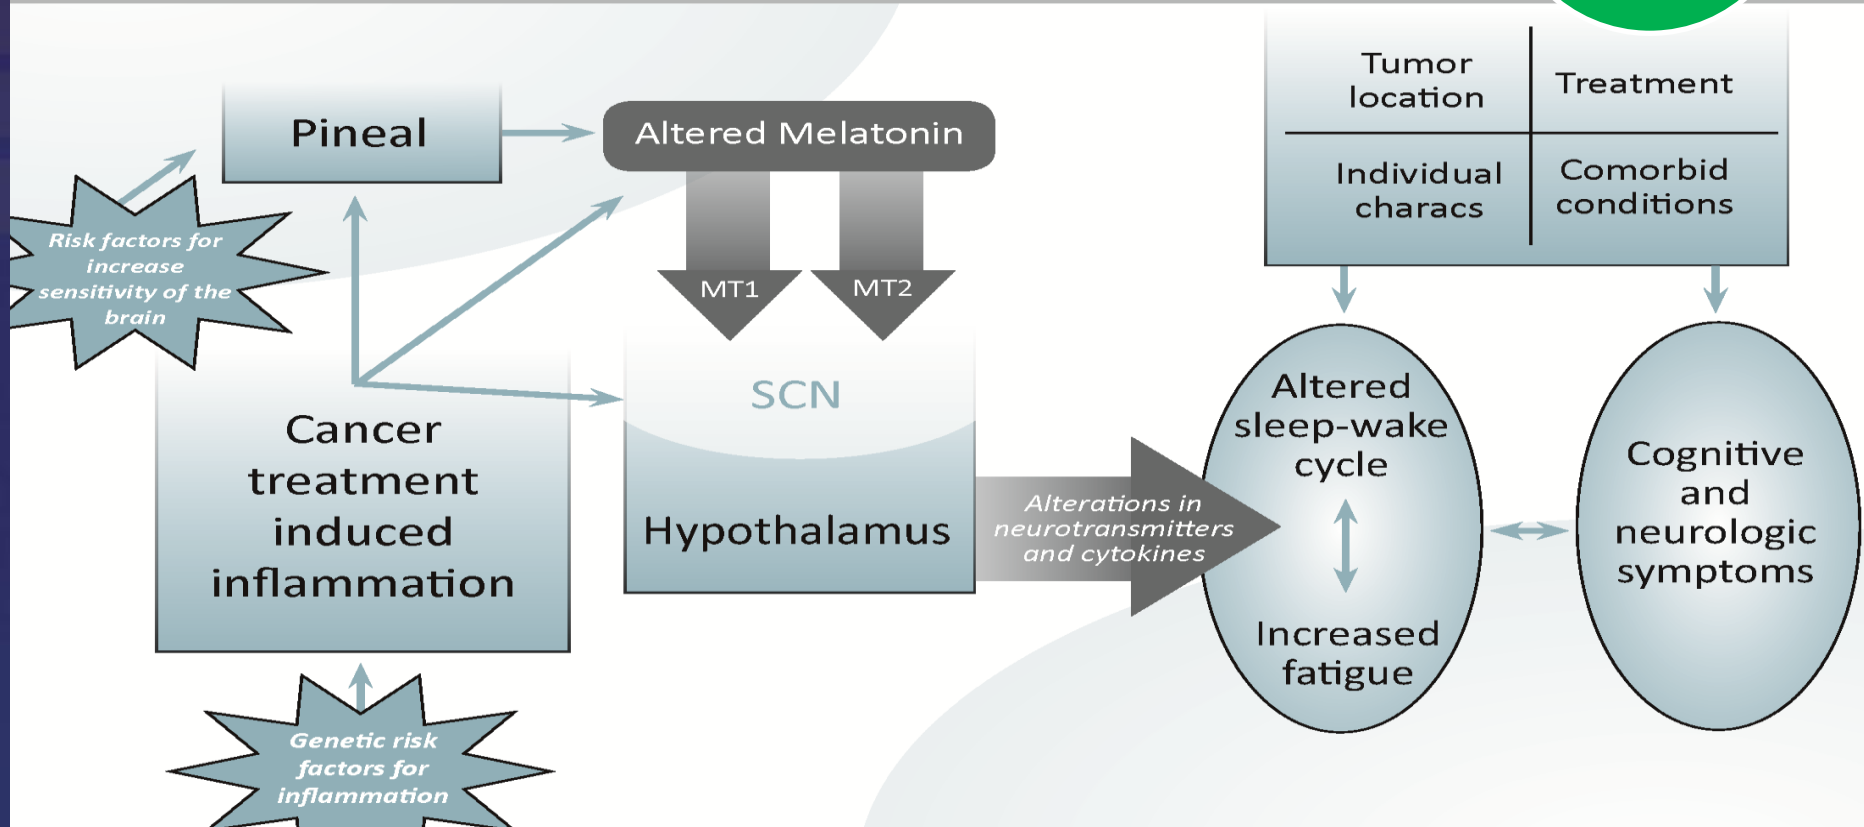 Pineal
Altered Melatonin
Tumor
location
Treatment
Individual
characs
Comorbid
conditions
Risk factors for
increase
sensitivity of the
brain
MT1
MT2
SCN
Hypothalamus
Cancer
treatment
induced
inflammation
Genetic risk
factors for
inflammation
Alterations in
neurotransmitters
and cytokines
Altered
sleep-wake
cycle
Increased
fatigue
Cognitive
and
neurologic
symptoms